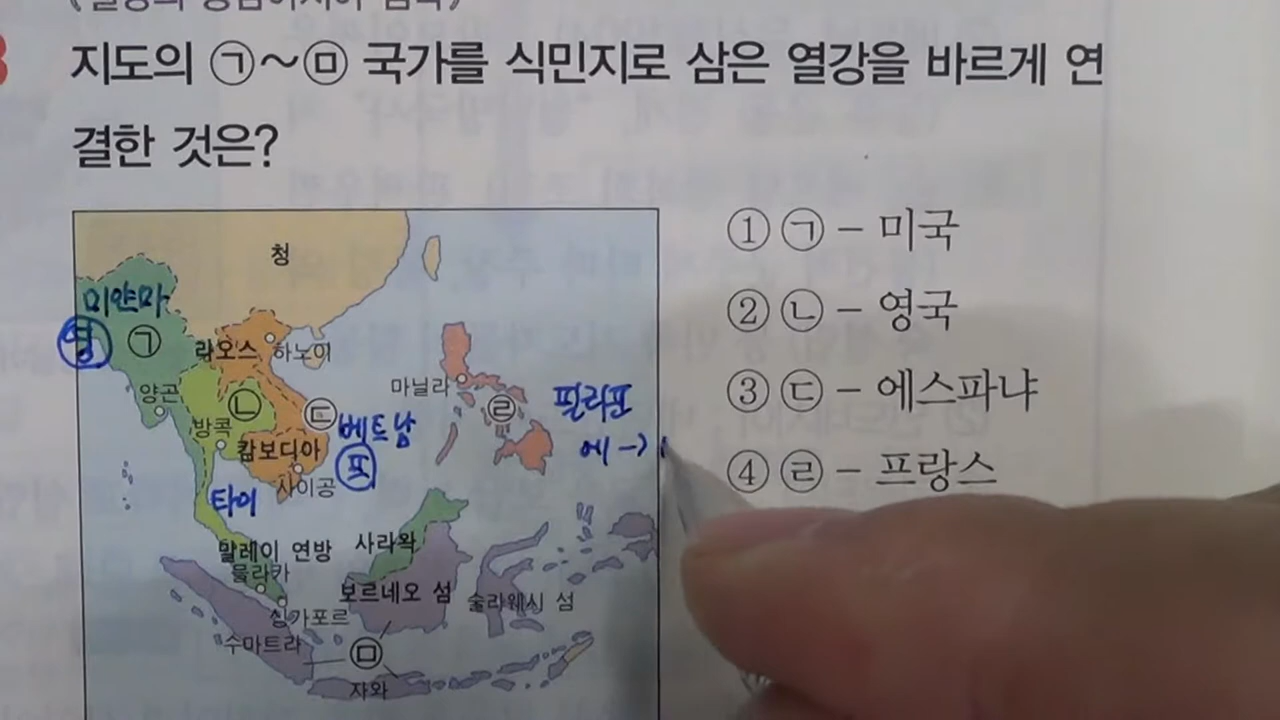 지도의 ㉠~㉤ 국가를 식민지로 삼은 열강을 바르게 연
결한 것은?
청
미얀마
영 ㉠
라오스 하노이
양곤
㉡ ㉢
방콕
베트남
캄보디아 프
사이공
타이
마닐라 ㉣
필리핀
에→
말레이 연방 사라왁
믈라카
보르네오 섬 술라웨시 섬
싱가포르
수마트라
㉤
자와
① ㉠ – 미국
② ㉡ – 영국
③ ㉢ – 에스파냐
④ ㉣ – 프랑스